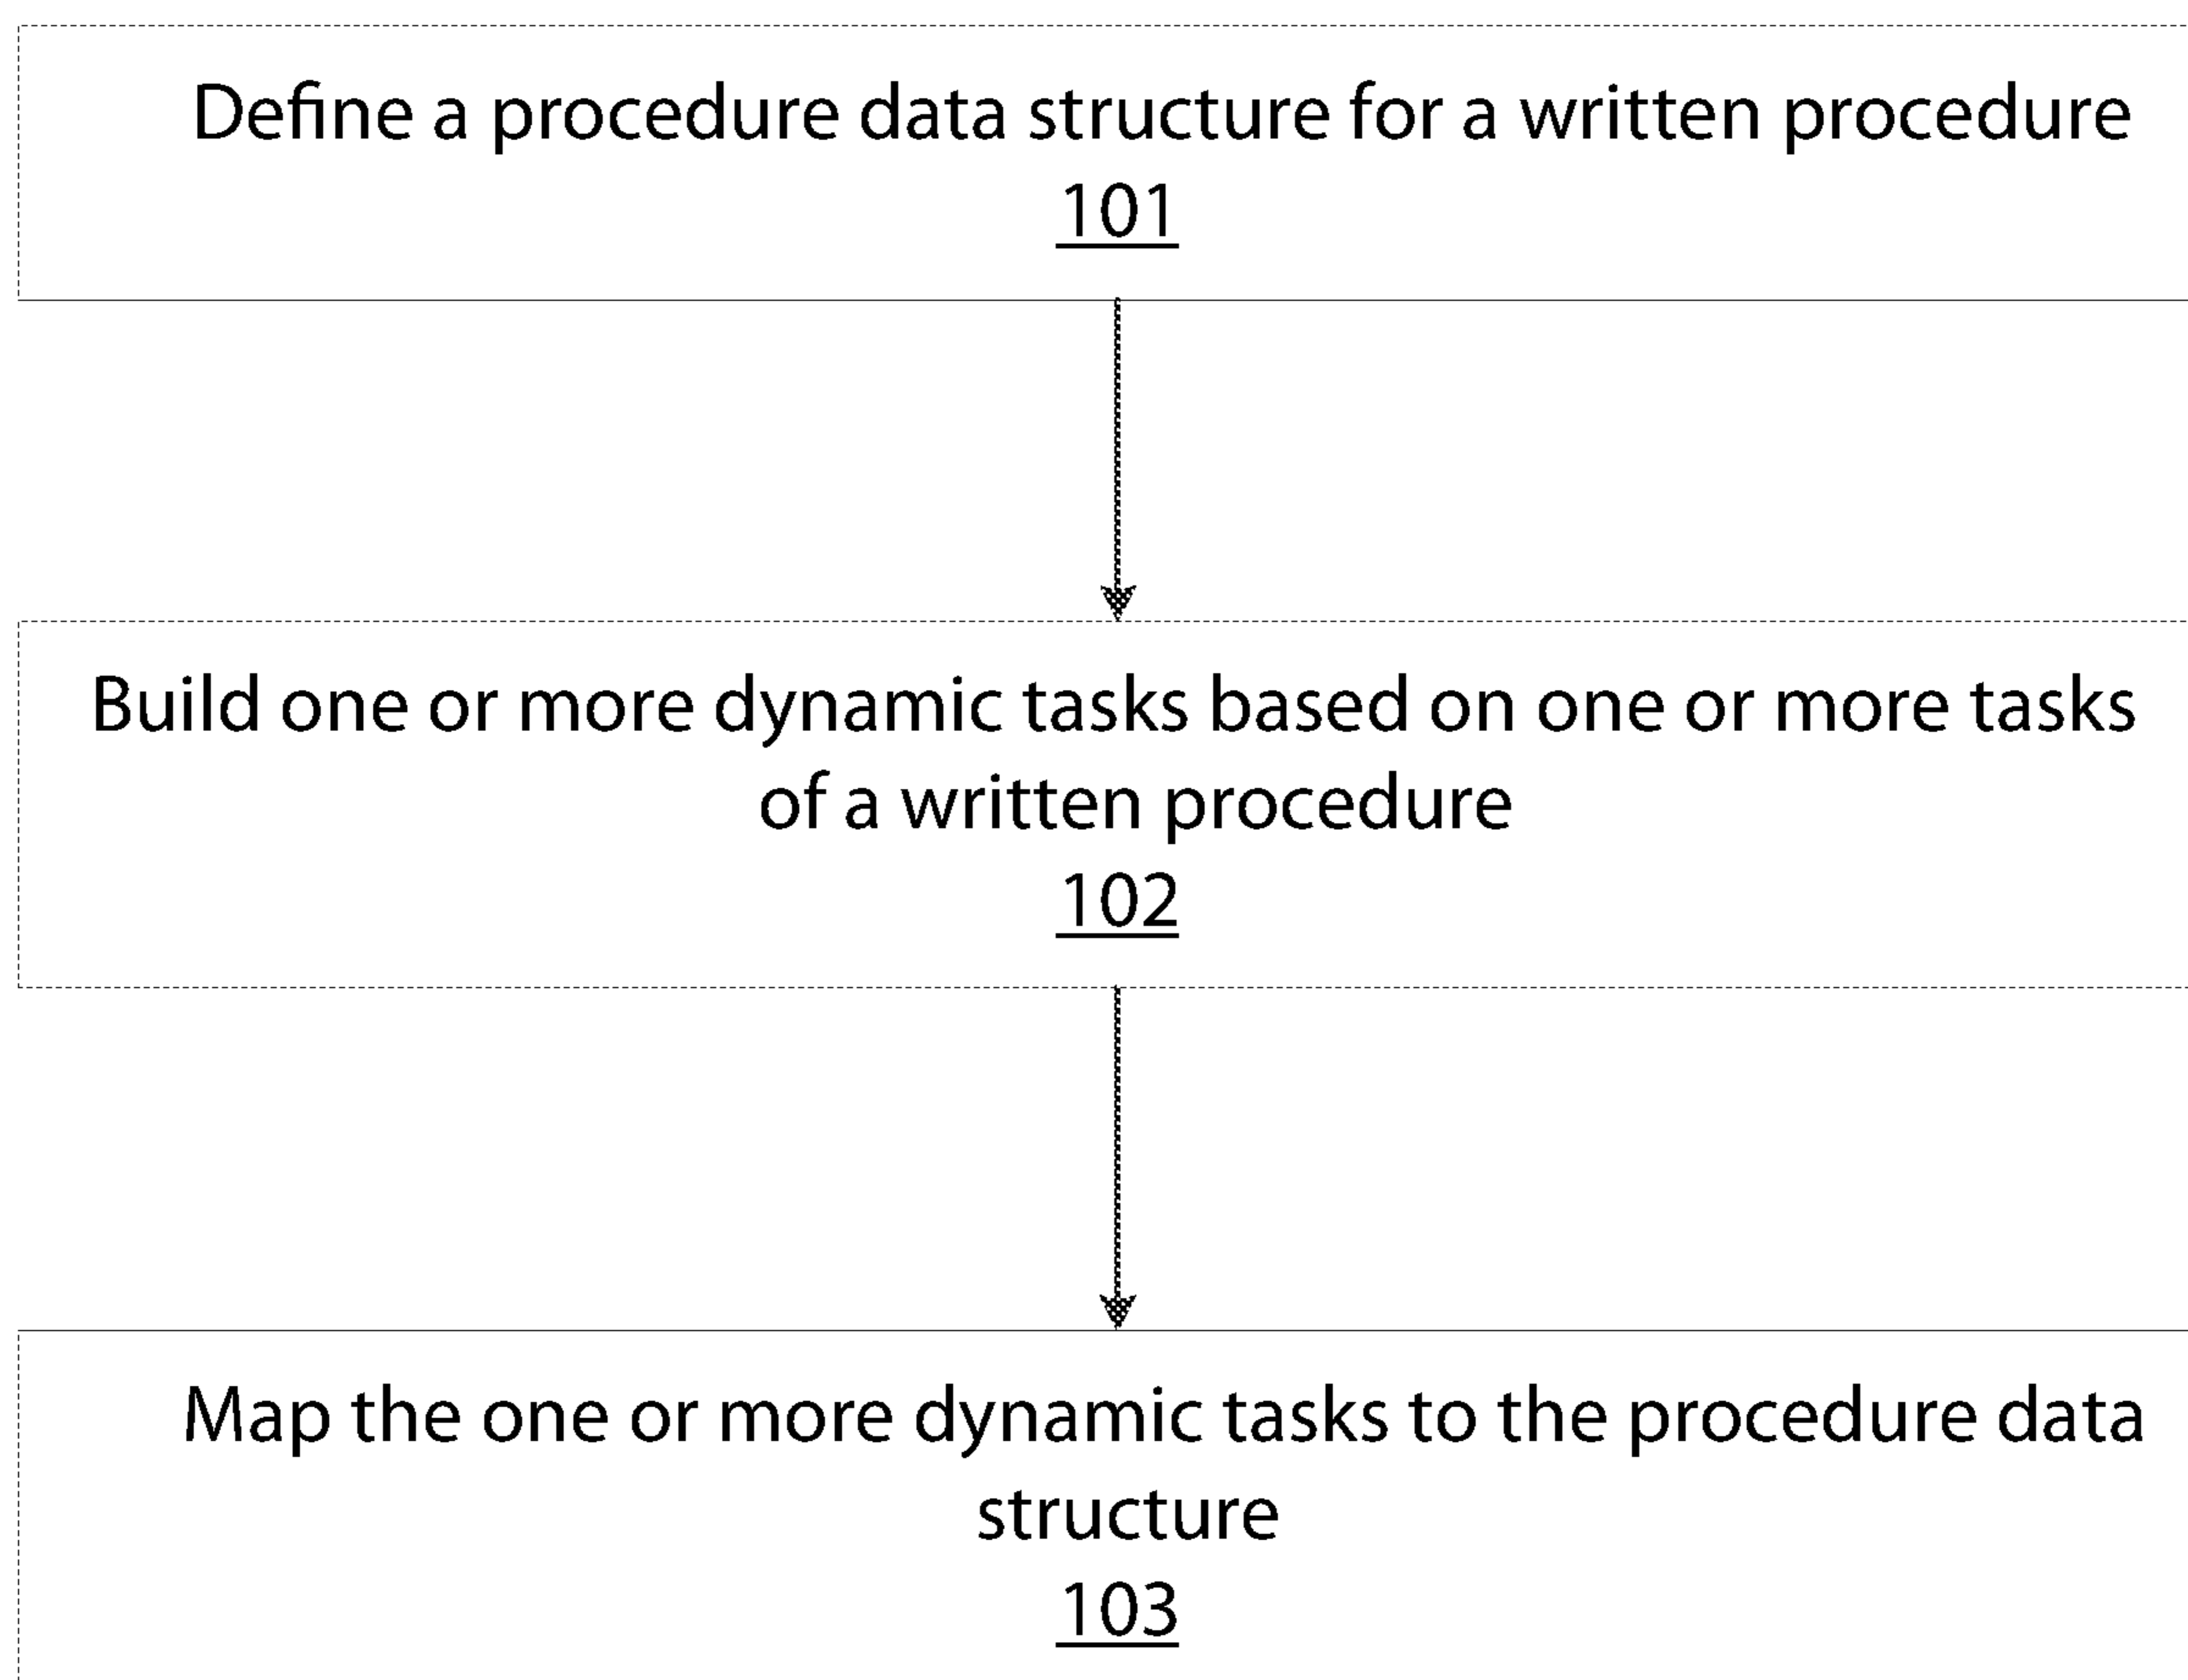 Define a procedure data structure for a written procedure
101
Build one or more dynamic tasks based on one or more tasks
of a written procedure
102
Map the one or more dynamic tasks to the procedure data
structure
103